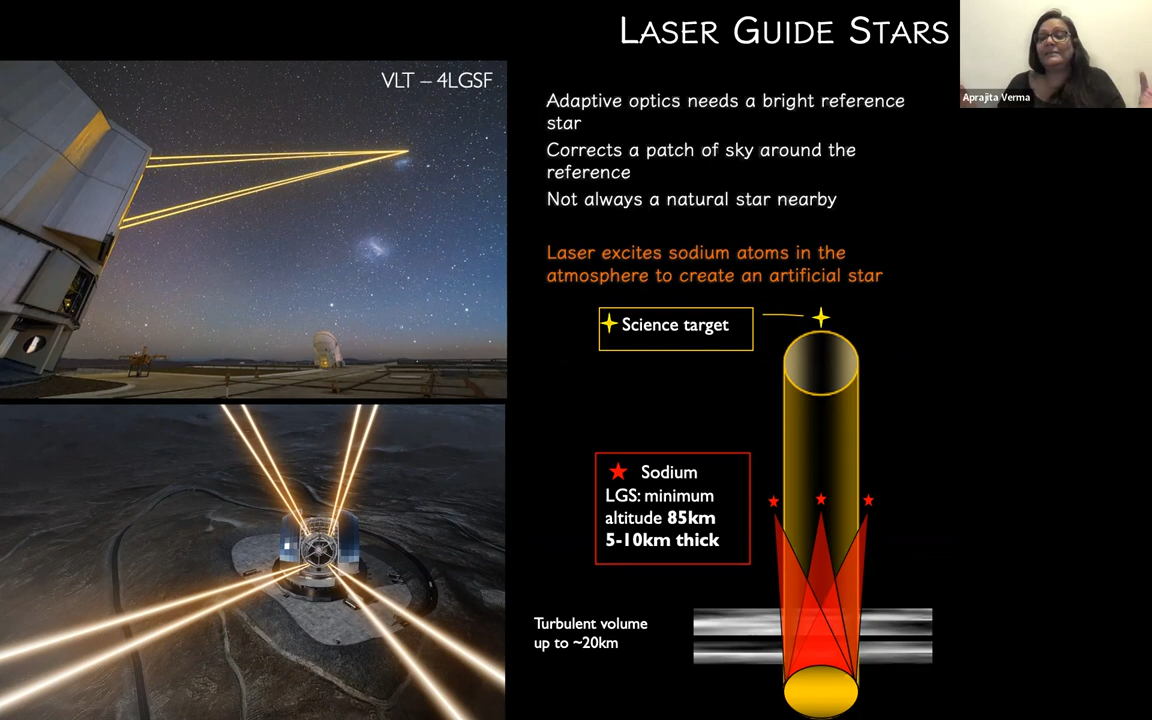 LASER GUIDE STARS
Aprajita Verma
VLT – 4LGSF
Adaptive optics needs a bright reference
star
Corrects a patch of sky around the
reference
Not always a natural star nearby
Laser excites sodium atoms in the
atmosphere to create an artificial star
Science target
Sodium
LGS: minimum
altitude 85km
5-10km thick
Turbulent volume
up to ~20km